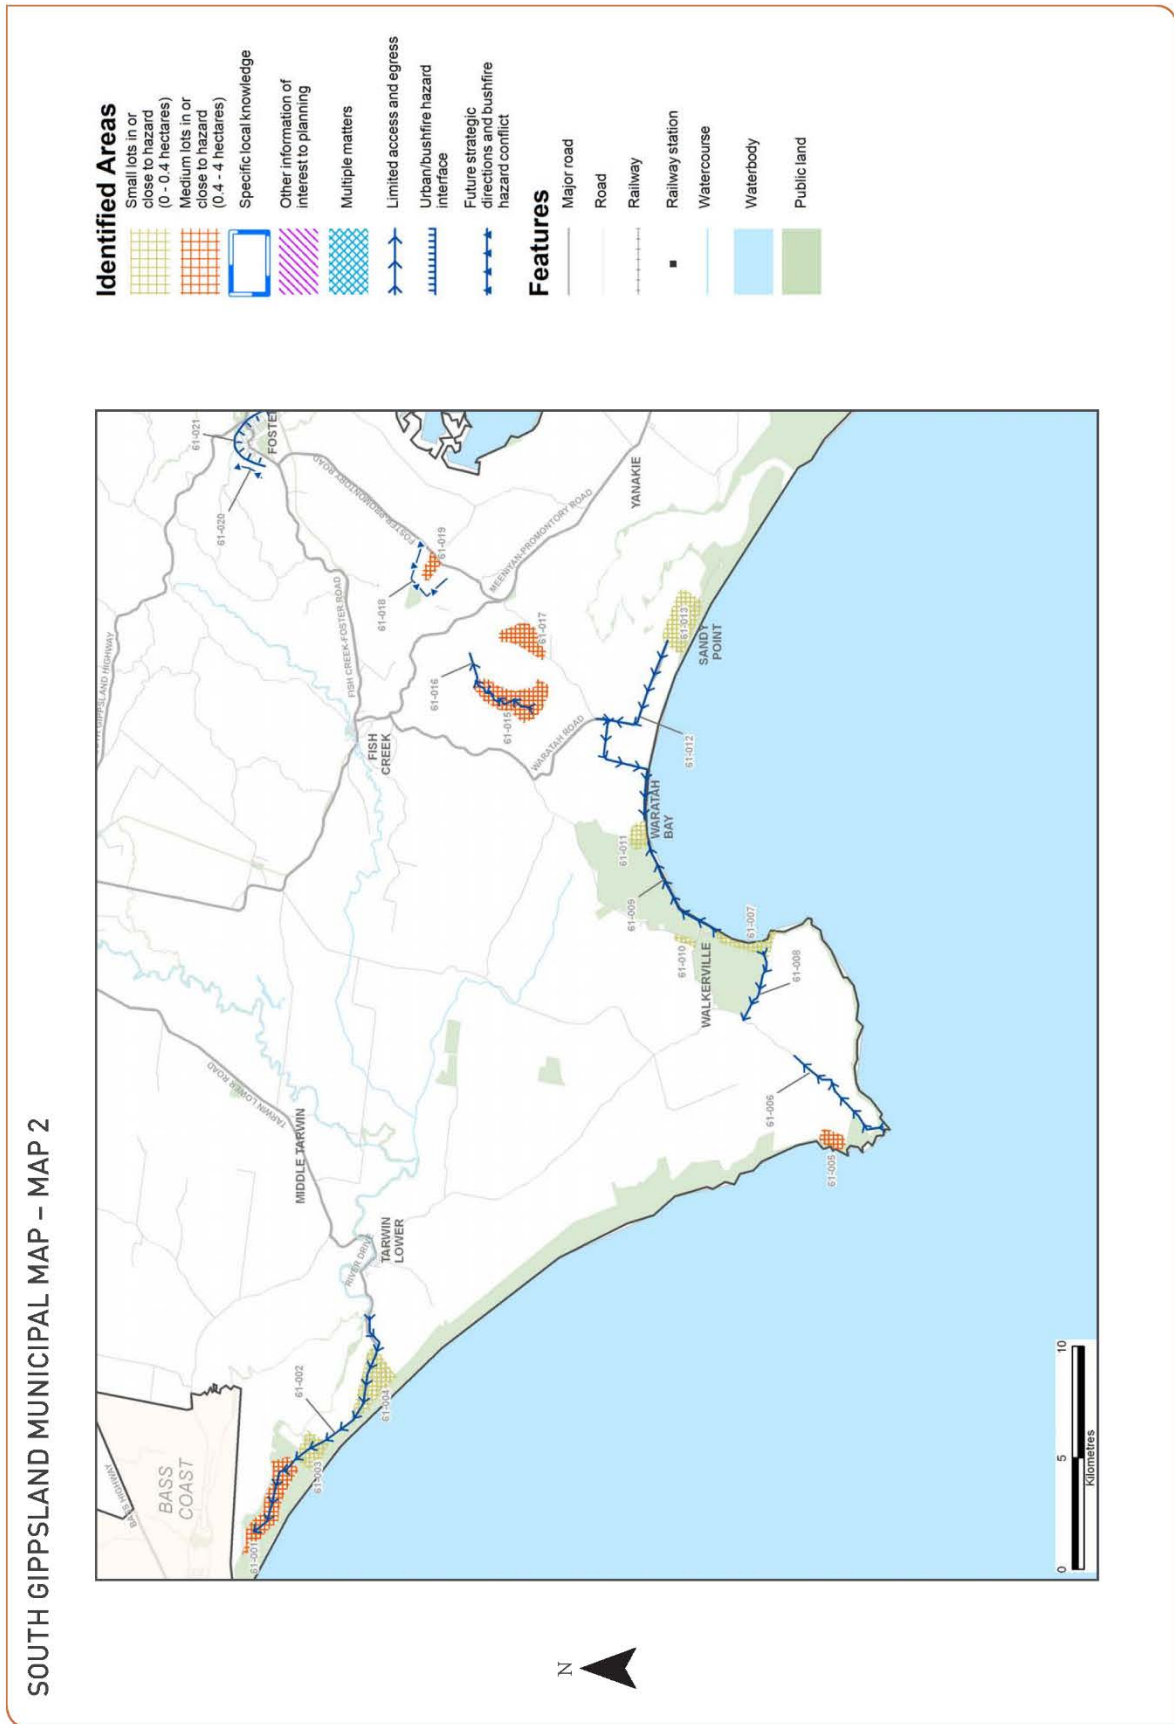 SOUTH GIPPSLAND MUNICIPAL MAP – MAP 2
N
BASS HIGHWAY
BASS
COAST
61-001
61-002
61-003
61-004
RIVER DRIVE
TARWIN
LOWER
MIDDLE TARWIN
TARWIN LOWER ROAD
61-005
61-006
WALKERVILLE
61-007
61-008
61-009
61-010
61-011
WARATAH
BAY
61-012
61-013
SANDY
POINT
WARATAH ROAD
61-015
61-016
61-017
61-018
61-019
FISH
CREEK
FISH CREEK-FOSTER ROAD
GIPPSLAND HIGHWAY
61-020
61-021
FOSTE
FOSTER-PROMONTORY ROAD
MEENIYAN-PROMONTORY ROAD
YANAKIE
0
5
10
Kilometres
Identified Areas
Small lots in or
close to hazard
(0 - 0.4 hectares)
Medium lots in or
close to hazard
(0.4 - 4 hectares)
Specific local knowledge
Other information of
interest to planning
Multiple matters
Limited access and egress
Urban/bushfire hazard
interface
Future strategic
directions and bushfire
hazard conflict
Features
Major road
Road
Railway
Railway station
Watercourse
Waterbody
Public land